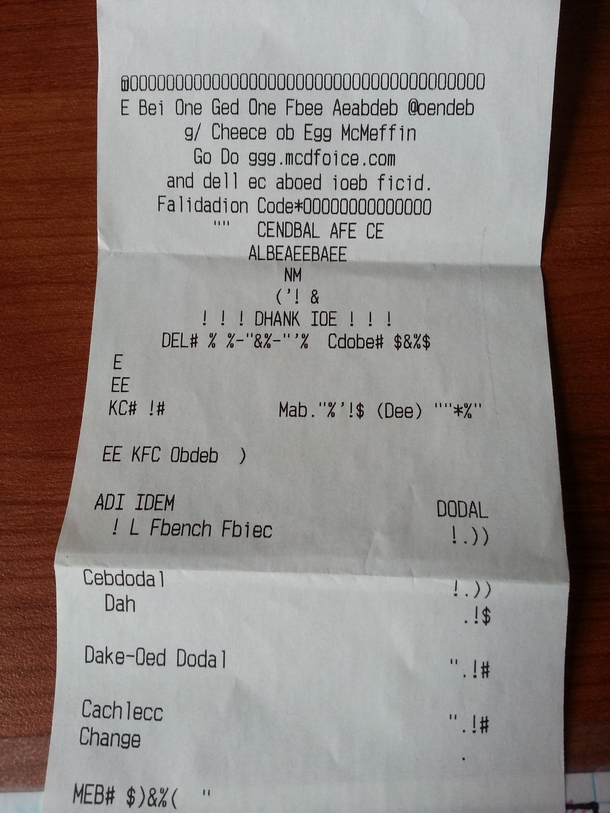 0000000000000000000000000000000000000000
E Bei One Ged One Fbee Aeabdeb @oendeb
g/ Cheece ob Egg McMeffin
Go Do ggg.mcdfoice.com
and dell ec aboed ioeb ficid.
Falidadion Code*00000000000000
"" CENDBAL AFE CE
ALBEAEEBAEE
NM
('! &
! ! ! DHANK IOE ! ! !
DEL# % %-"&%-"'% Cdobe# $&%$
E
EE
KC# !# Mab."%'!$ (Dee) ""*%"
EE KFC Obdeb )
ADI IDEM DODAL
! L Fbench Fbiec !.))
Cebdodal !.))
Dah .!$
Dake-Oed Dodal ".!#
Cachlecc ".!#
Change .
MEB# $)&%( "